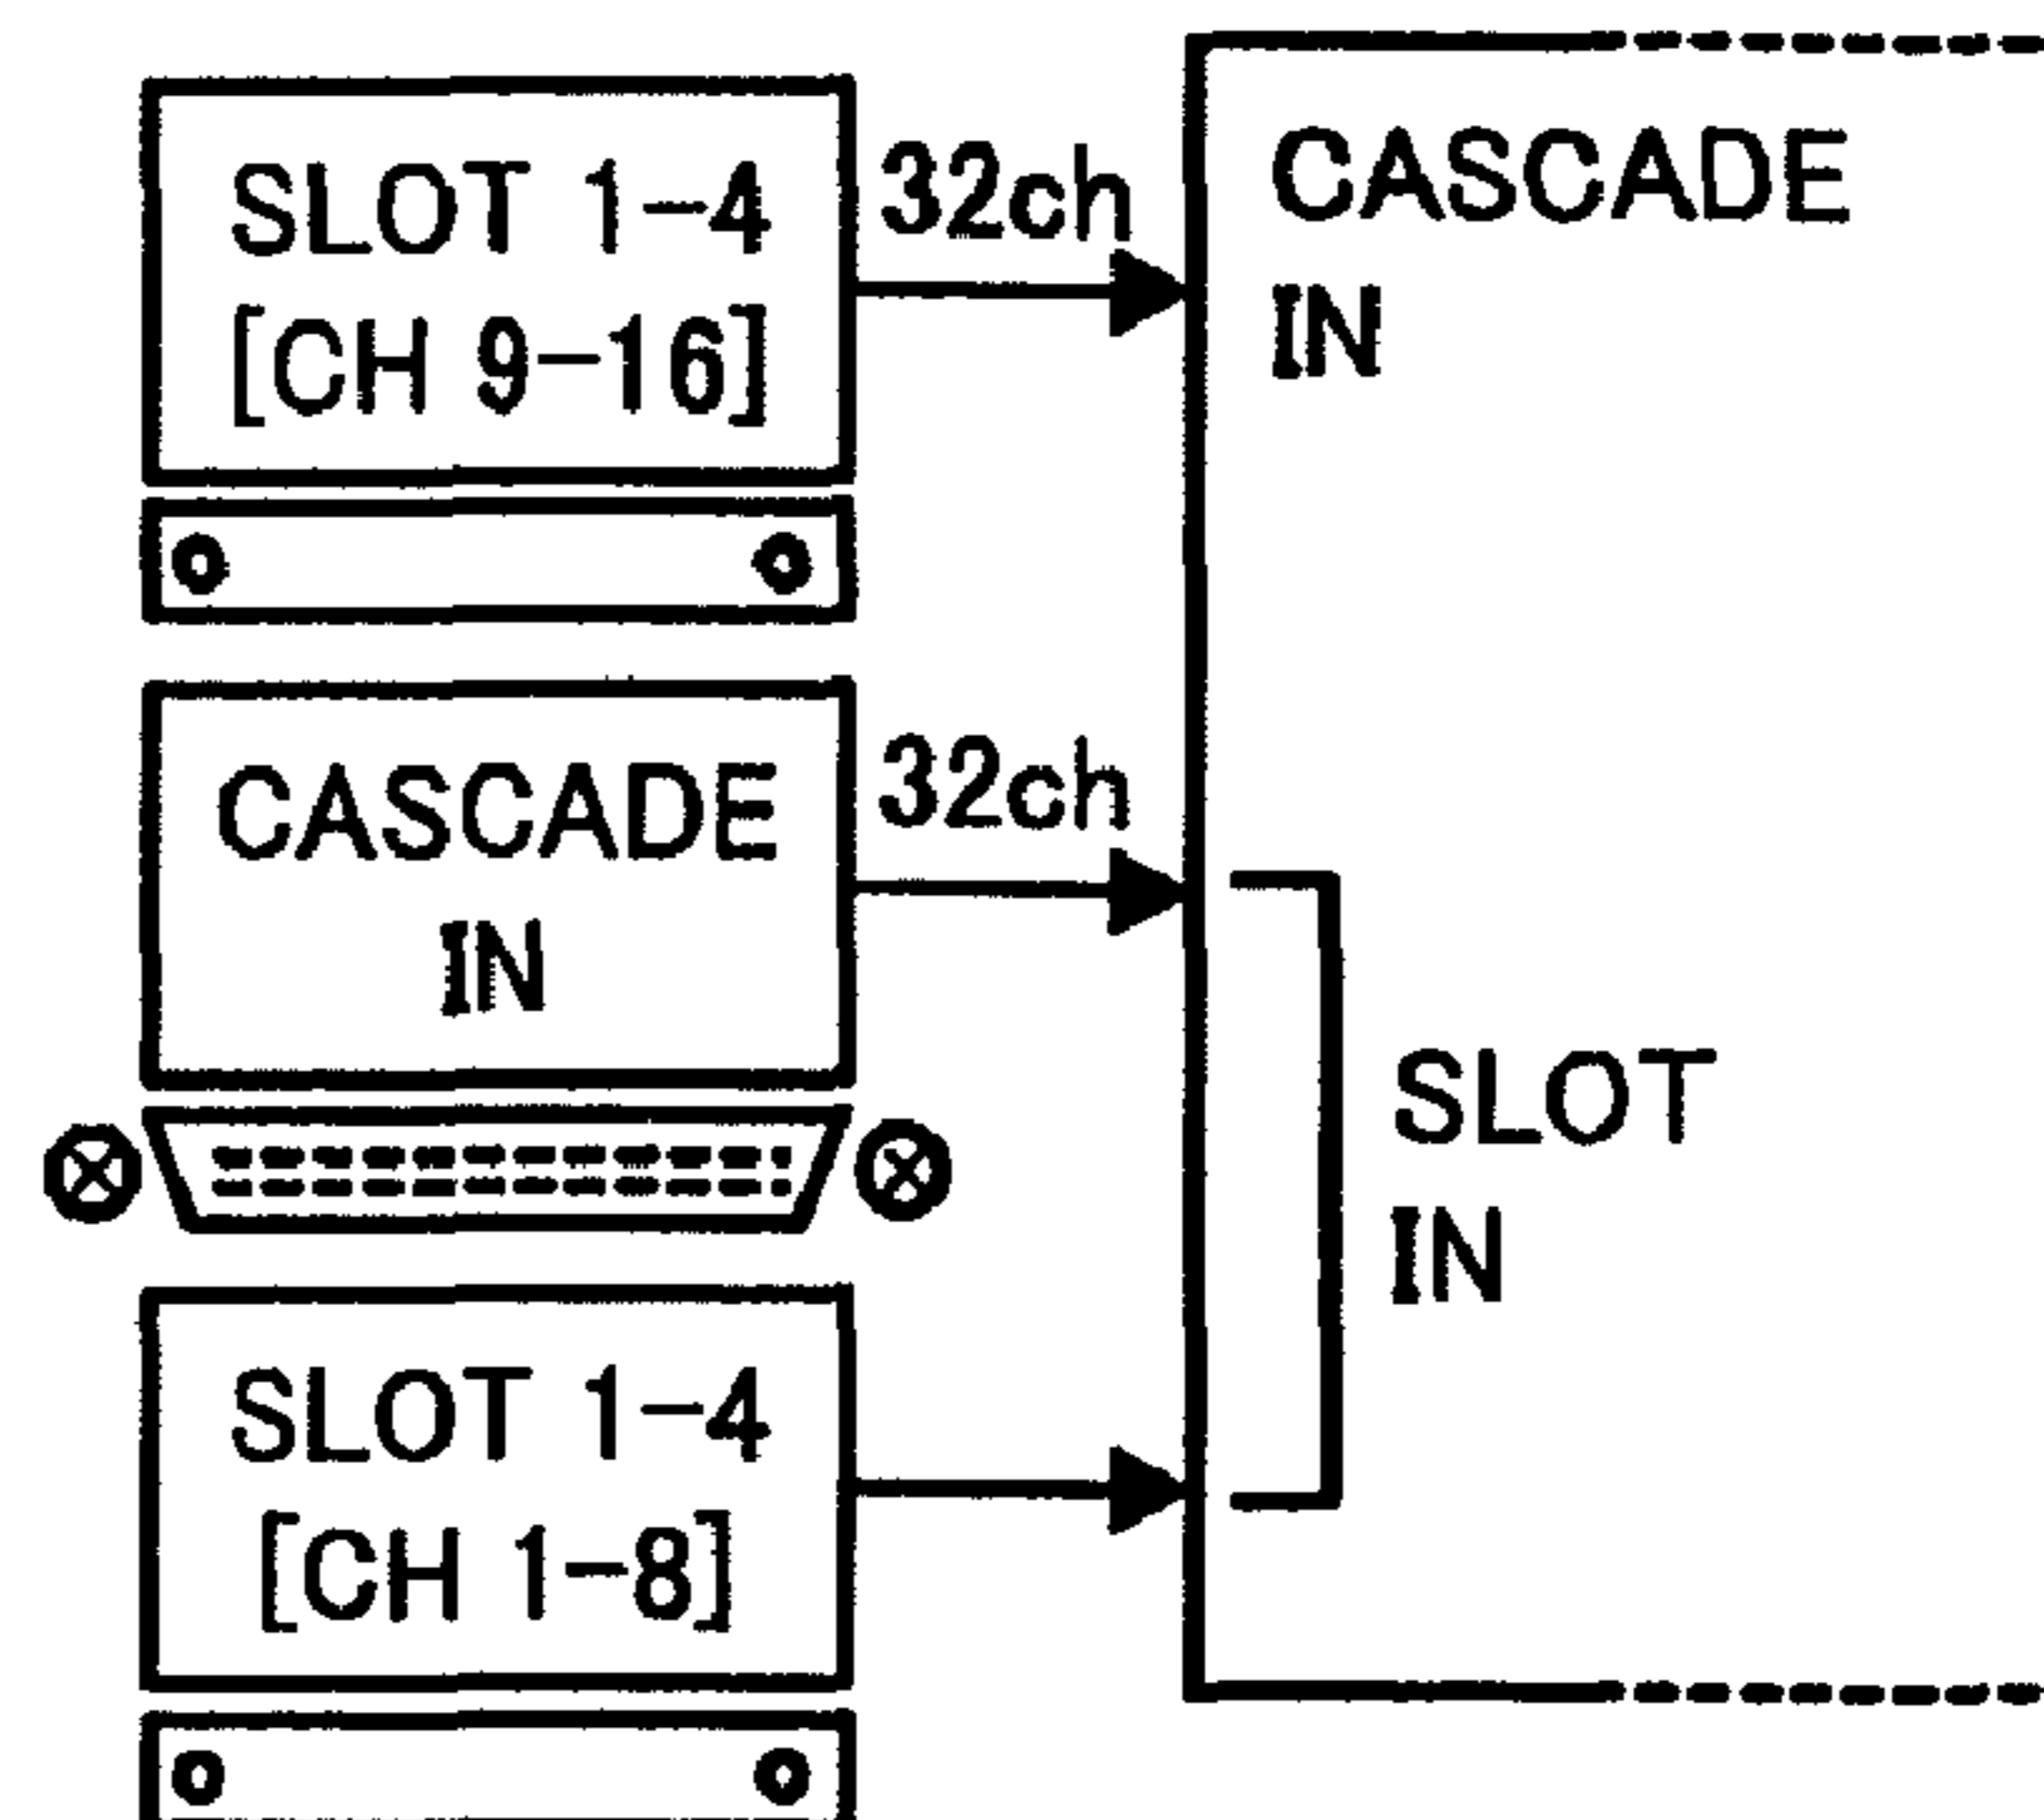 SLOT 1-4
[CH 9-16]
32ch
CASCADE
IN
CASCADE
IN
32ch
SLOT
IN
SLOT 1-4
[CH 1-8]